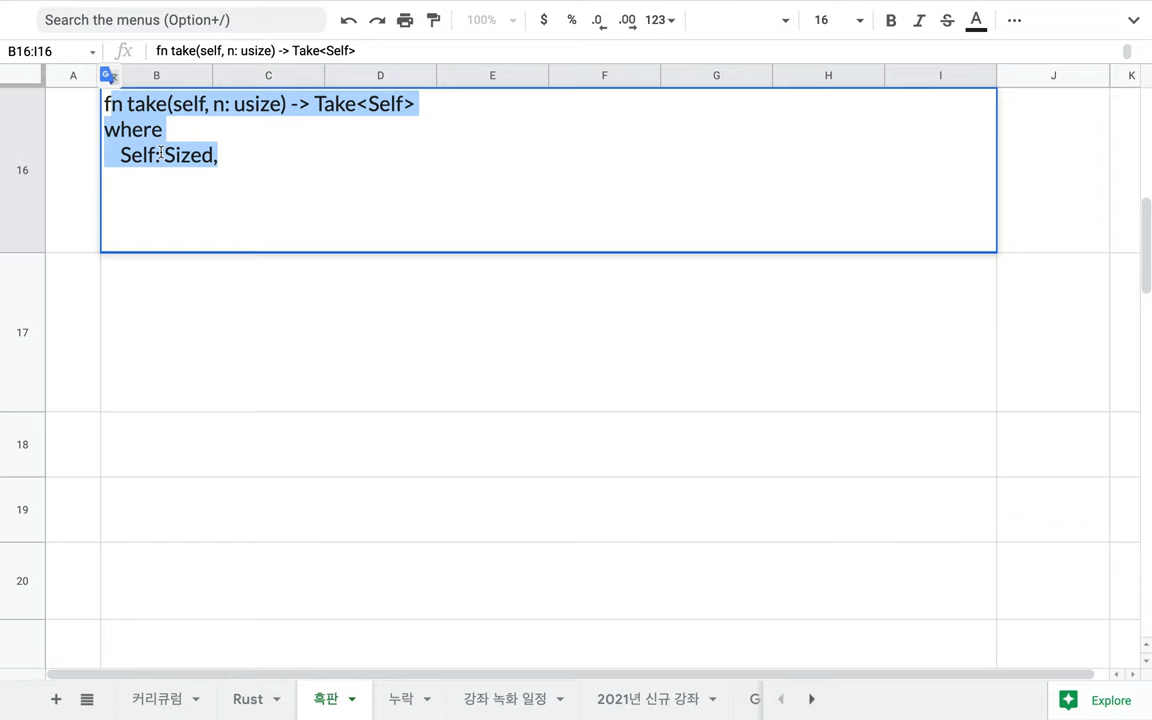 Search the menus (Option+/)
100%
$ % .0 .00 123
16
B I S A
B16:I16
fx
fn take(self, n: usize) -> Take<Self>
A B C D E F G H I J K
16
fn take(self, n: usize) -> Take<Self>
where
Self: Sized,
17
18
19
20
+ 커리큘럼 Rust 흑판 누락 강좌 녹화 일정 2021년 신규 강좌 G
Explore